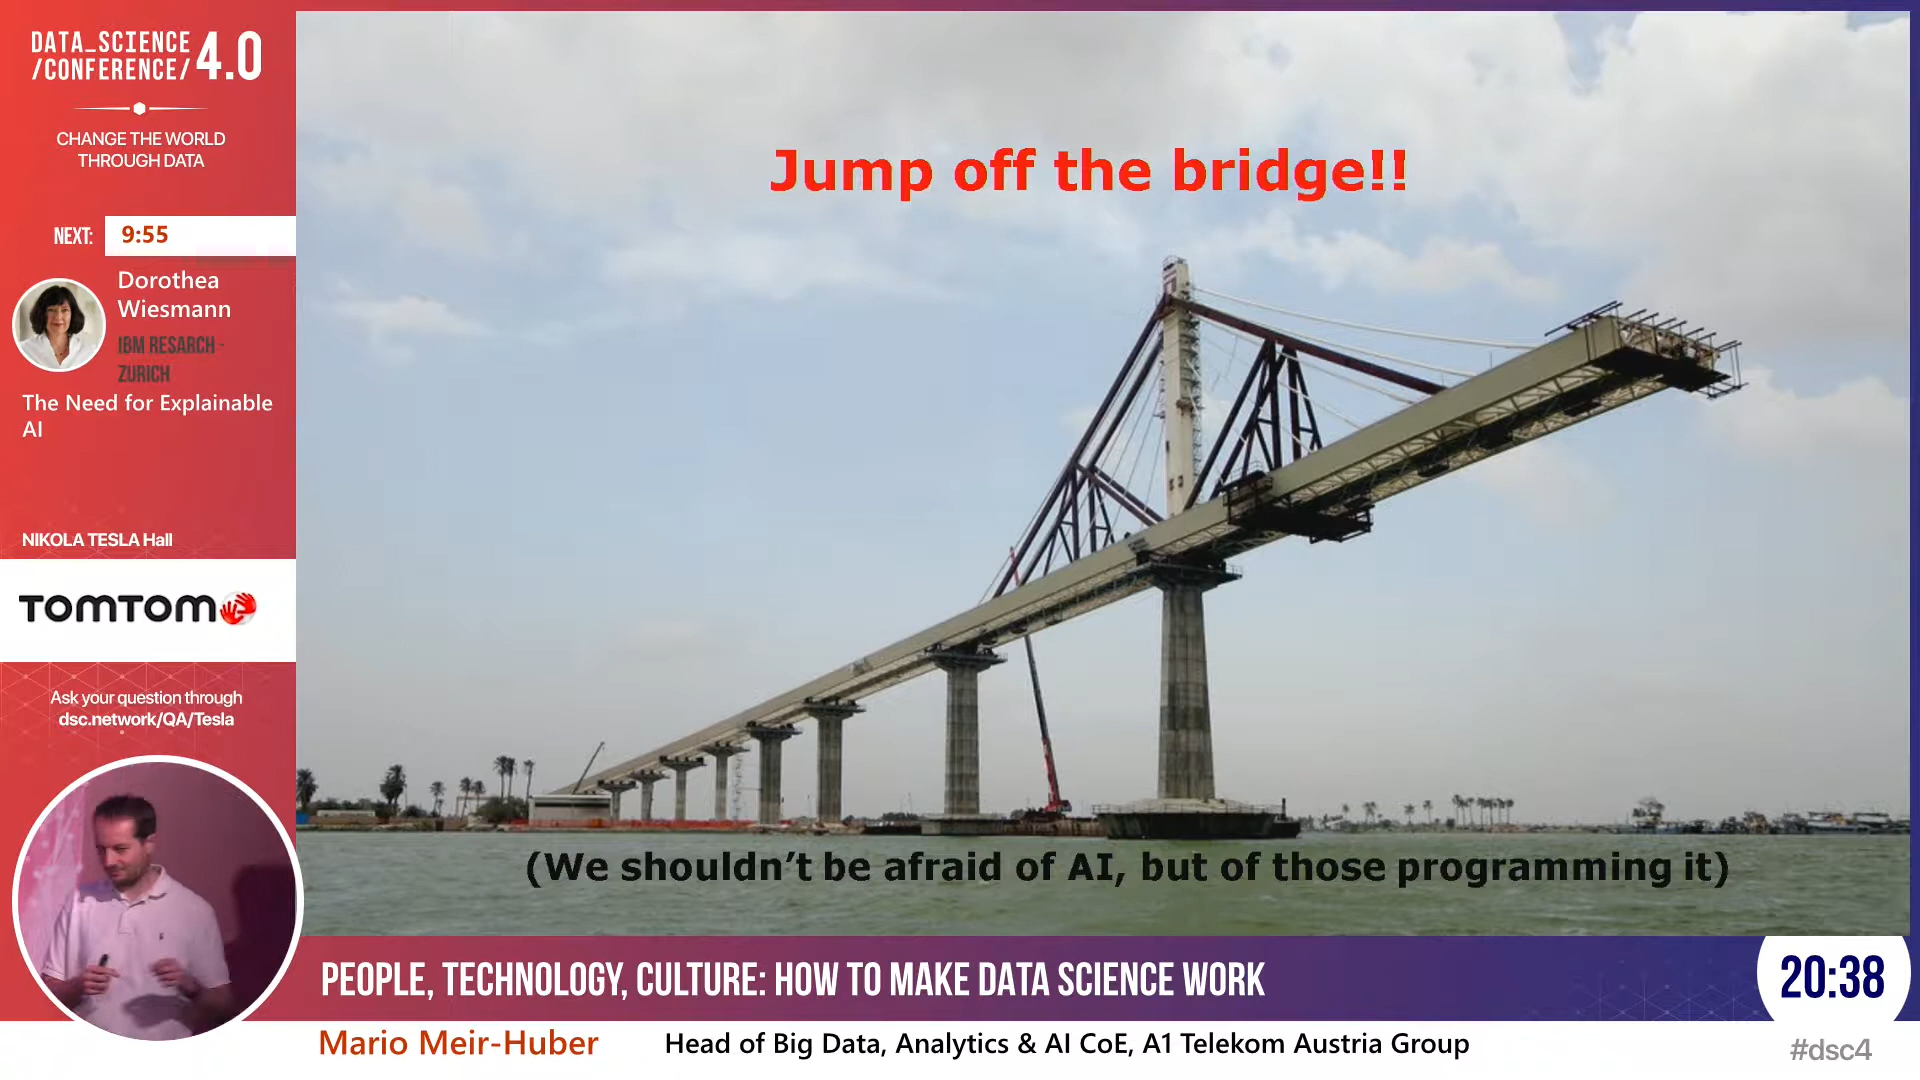 DATA_SCIENCE
/CONFERENCE/ 4.0
CHANGE THE WORLD
THROUGH DATA
NEXT: 9:55
Dorothea
Wiesmann
IBM RESARCH -
ZURICH
The Need for Explainable
AI
NIKOLA TESLA Hall
TOMTOM
Ask your question through
dsc.network/QA/Tesla
Jump off the bridge!!
(We shouldn’t be afraid of AI, but of those programming it)
PEOPLE, TECHNOLOGY, CULTURE: HOW TO MAKE DATA SCIENCE WORK
20:38
Mario Meir-Huber
Head of Big Data, Analytics & AI CoE, A1 Telekom Austria Group
#dsc4